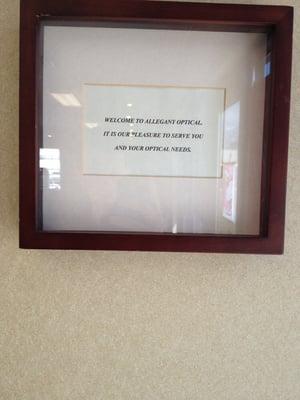 WELCOME TO ALLEGANT OPTICAL.
IT IS OUR PLEASURE TO SERVE YOU
AND YOUR OPTICAL NEEDS.